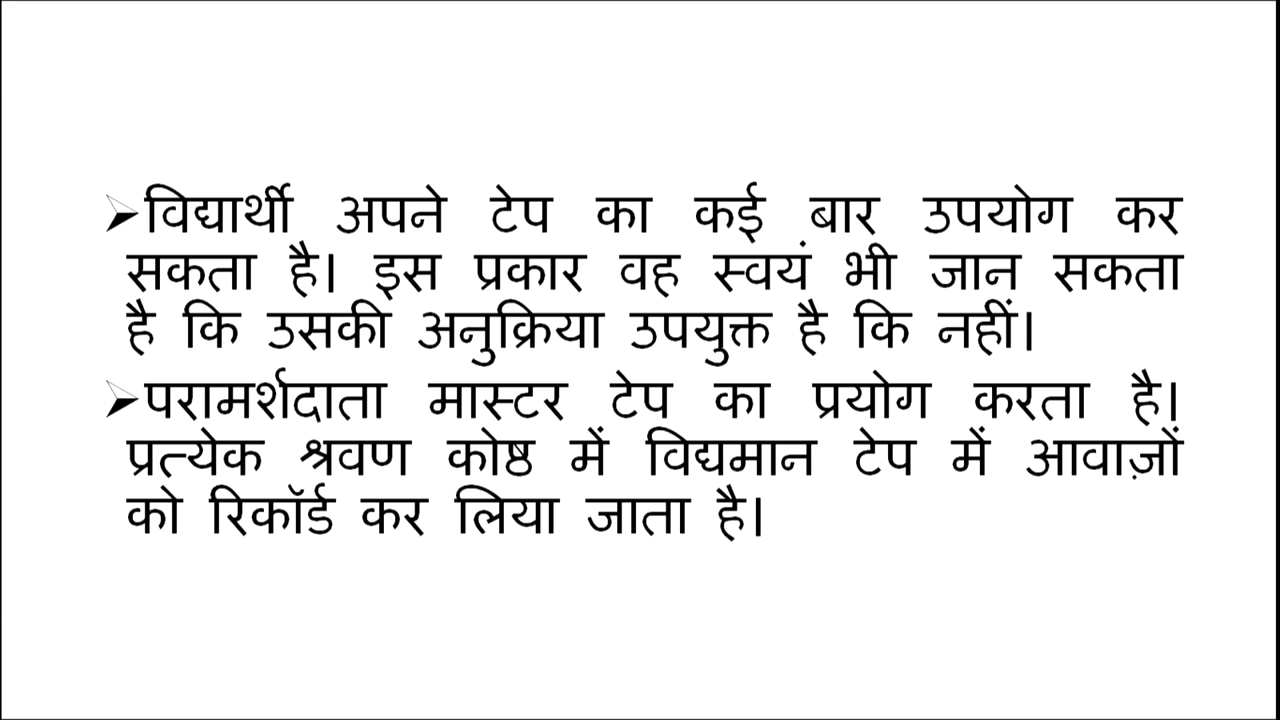 ➢विद्यार्थी अपने टेप का कई बार उपयोग कर
सकता है। इस प्रकार वह स्वयं भी जान सकता
है कि उसकी अनुक्रिया उपयुक्त है कि नहीं।
➢परामर्शदाता मास्टर टेप का प्रयोग करता है।
प्रत्येक श्रवण कोष्ठ में विद्यमान टेप में आवाज़ों
को रिकॉर्ड कर लिया जाता है।